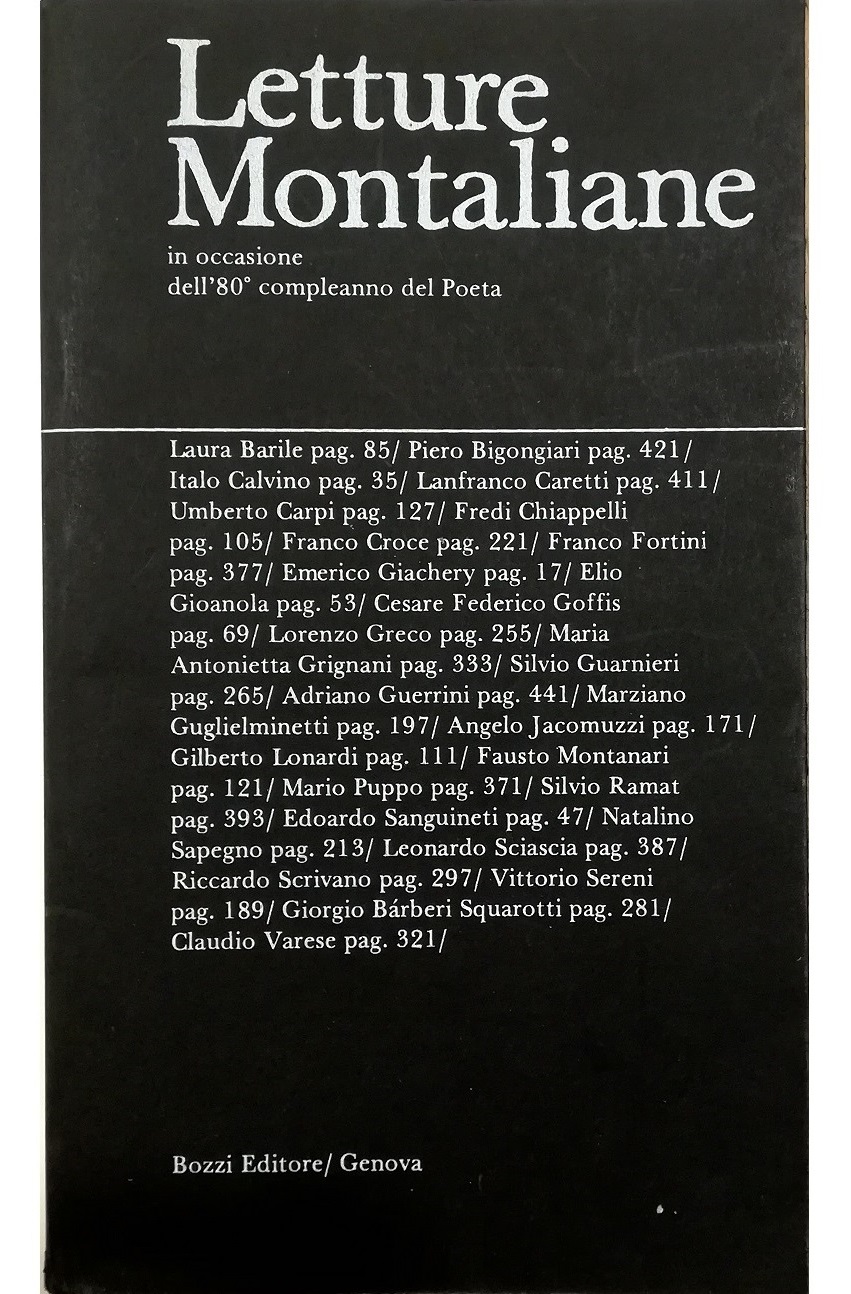 Letture
Montaliane
in occasione
dell'80° compleanno del Poeta
Laura Barile pag. 85/ Piero Bigongiari pag. 421/
Italo Calvino pag. 35/ Lanfranco Caretti pag. 411/
Umberto Carpi pag. 127/ Fredi Chiappelli
pag. 105/ Franco Croce pag. 221/ Franco Fortini
pag. 377/ Emerico Giachery pag. 17/ Elio
Gioanola pag. 53/ Cesare Federico Goffis
pag. 69/ Lorenzo Greco pag. 255/ Maria
Antonietta Grignani pag. 333/ Silvio Guarnieri
pag. 265/ Adriano Guerrini pag. 441/ Marziano
Guglielminetti pag. 197/ Angelo Jacomuzzi pag. 171/
Gilberto Lonardi pag. 111/ Fausto Montanari
pag. 121/ Mario Puppo pag. 371/ Silvio Ramat
pag. 393/ Edoardo Sanguineti pag. 47/ Natalino
Sapegno pag. 213/ Leonardo Sciascia pag. 387/
Riccardo Scrivano pag. 297/ Vittorio Sereni
pag. 189/ Giorgio Bárberi Squarotti pag. 281/
Claudio Varese pag. 321/
Bozzi Editore/ Genova